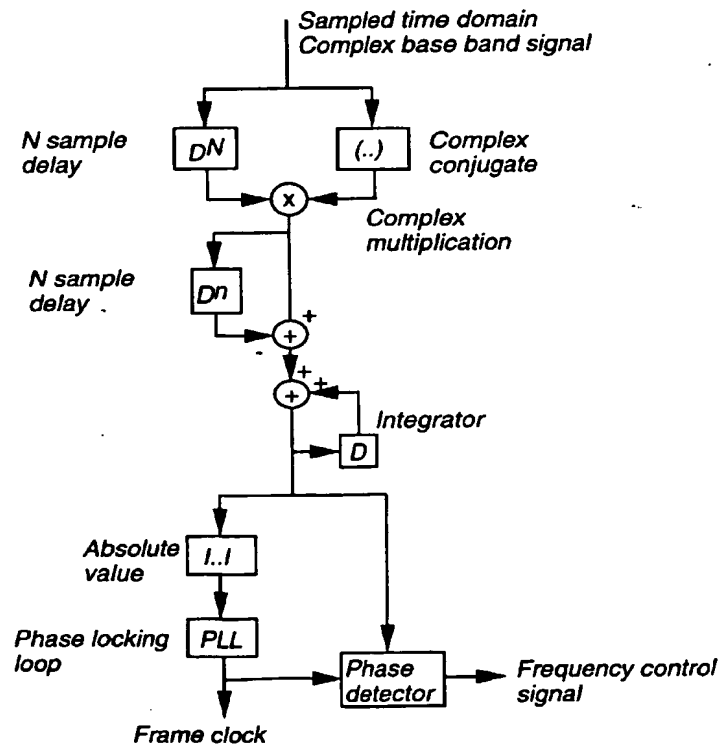 Sampled time domain
Complex base band signal
N sample
delay
DN
(..)
Complex
conjugate
x
Complex
multiplication
N sample
delay
Dn
+
+
+
+
+
Integrator
D
Absolute
value
I..I
Phase locking
loop
PLL
Phase
detector
Frequency control
signal
Frame clock